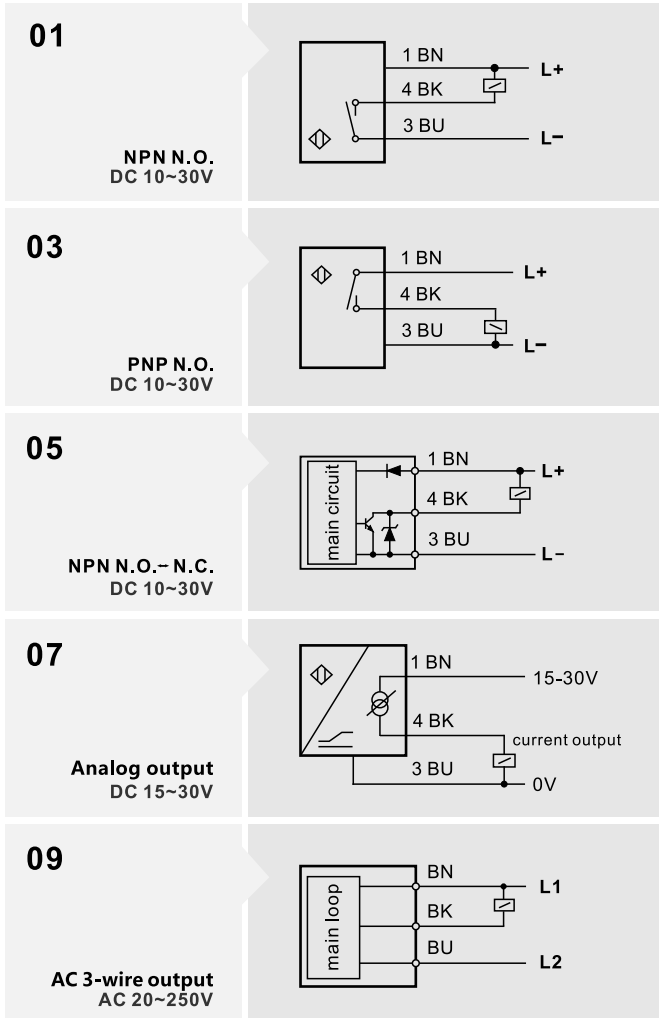 01
NPN N.O.
DC 10~30V
1 BN
4 BK
3 BU
L+
L−
03
PNP N.O.
DC 10~30V
1 BN
4 BK
3 BU
L+
L−
05
NPN N.O.− N.C.
DC 10~30V
main circuit
1 BN
4 BK
3 BU
L+
L−
07
Analog output
DC 15~30V
1 BN
4 BK
3 BU
15-30V
current output
0V
09
AC 3-wire output
AC 20~250V
main loop
BN
BK
BU
L1
L2